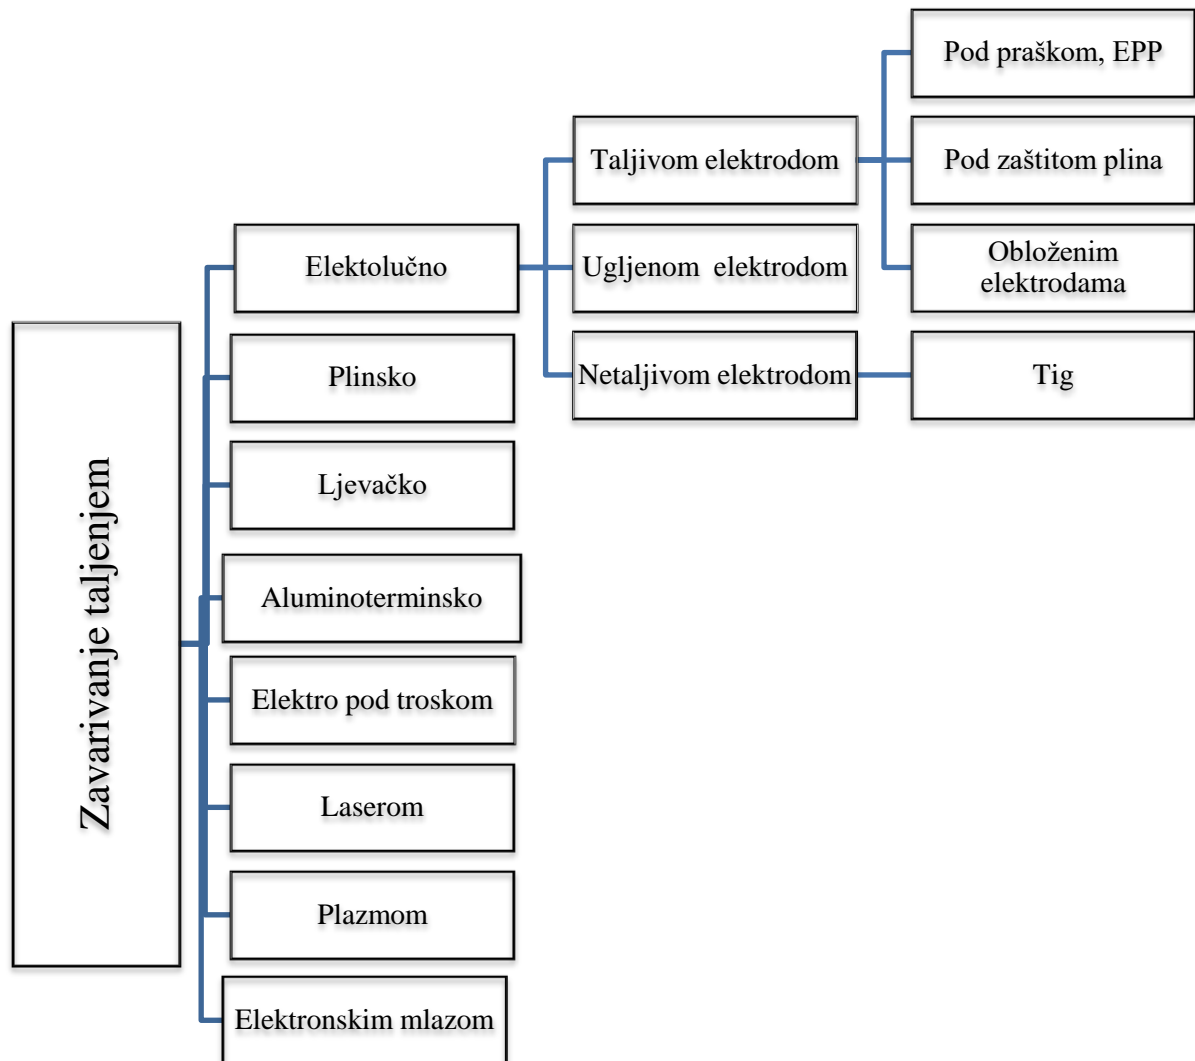 Zavarivanje taljenjem
Elektolučno
Taljivom elektrodom
Pod praškom, EPP
Pod zaštitom plina
Obloženim
elektrodama
Ugljenom elektrodom
Netaljivom elektrodom
Tig
Plinsko
Ljevačko
Aluminoterminsko
Elektro pod troskom
Laserom
Plazmom
Elektronskim mlazom